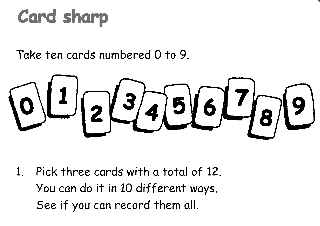 Card sharp
Take ten cards numbered 0 to 9.
0 1 2 3 4 5 6 7 8 9
1. Pick three cards with a total of 12.
You can do it in 10 different ways.
See if you can record them all.